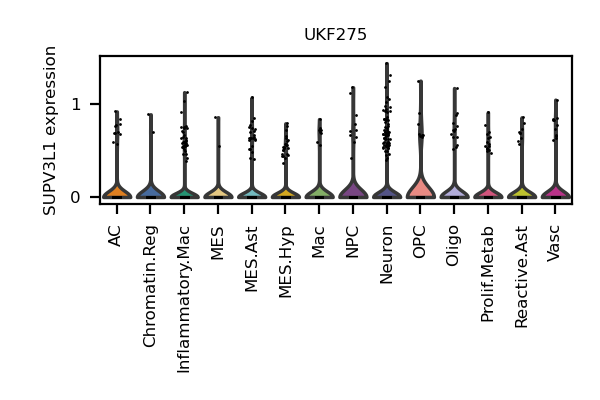 UKF275
SUPV3L1 expression
1
0
AC
Chromatin.Reg
Inflammatory.Mac
MES
MES.Ast
MES.Hyp
Mac
NPC
Neuron
OPC
Oligo
Prolif.Metab
Reactive.Ast
Vasc